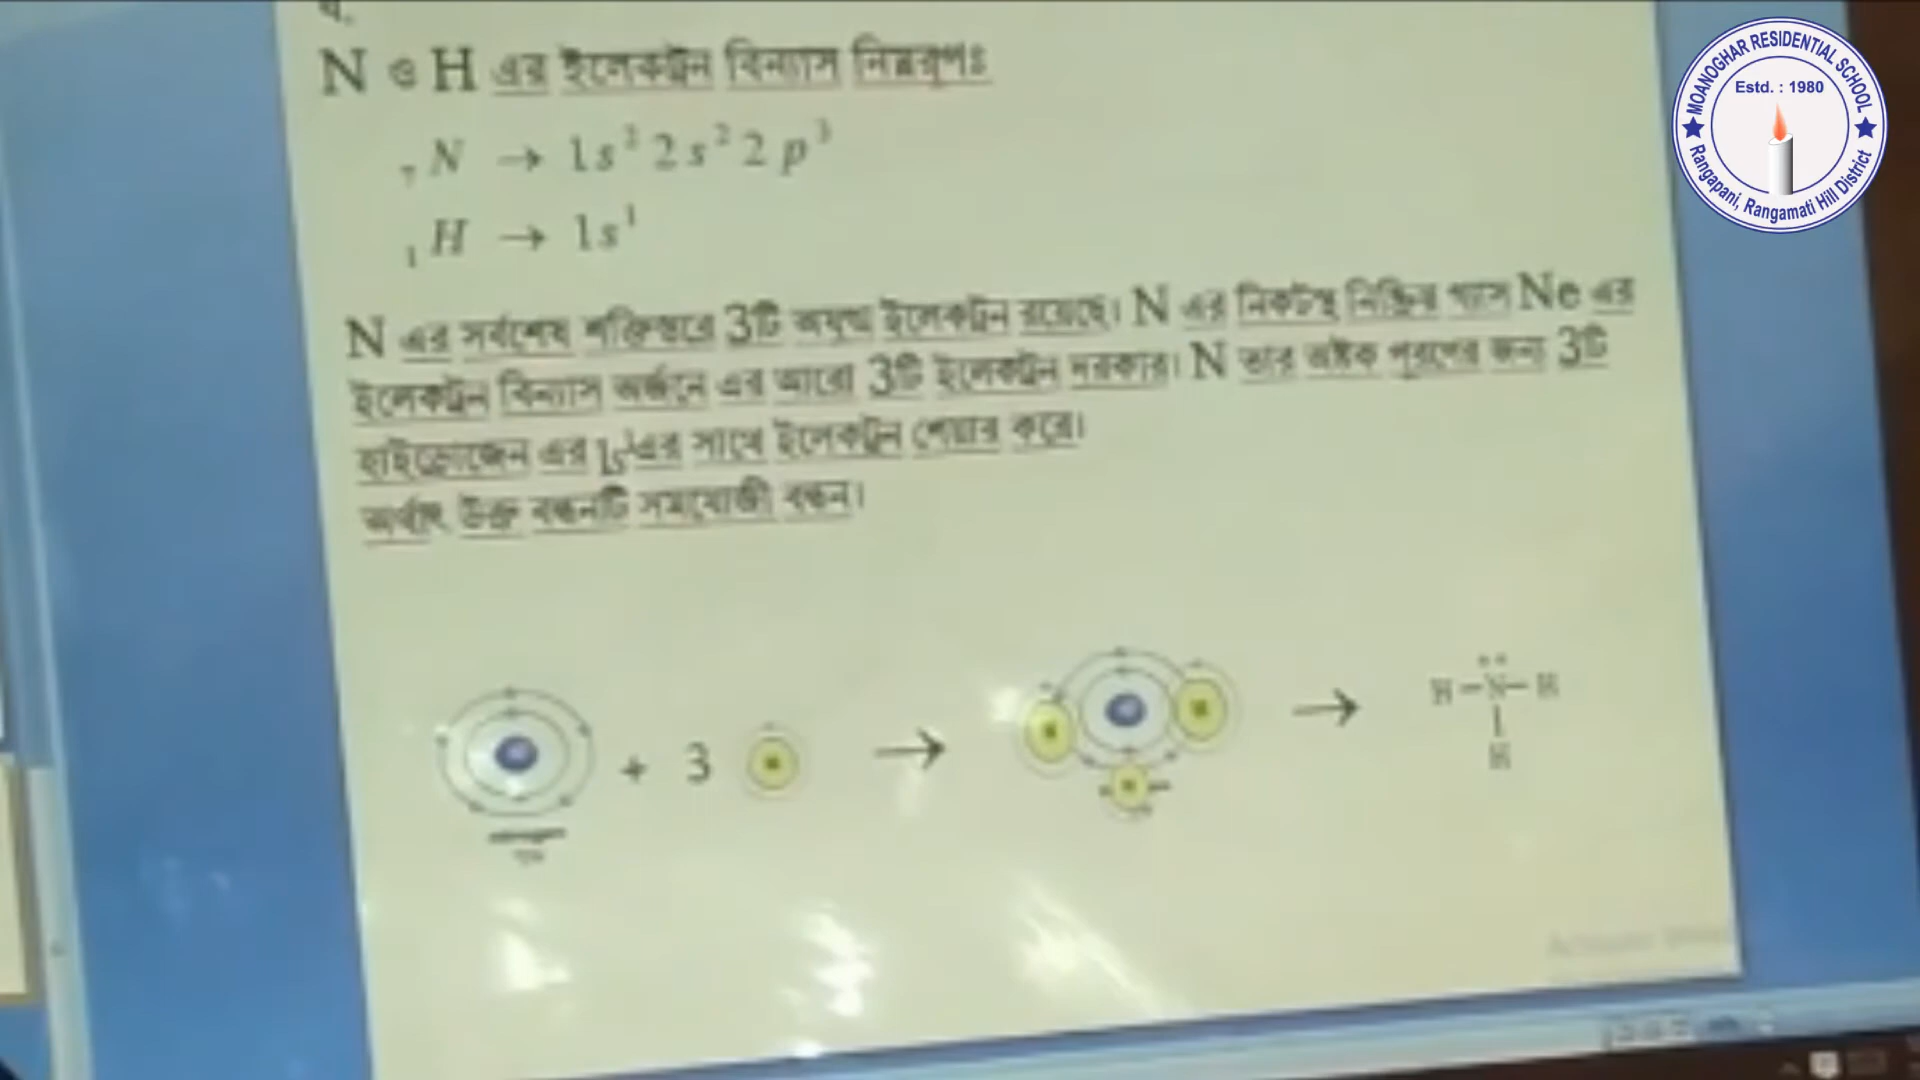 N ও H এর ইলেকট্রন বিন্যাস নিম্নরূপঃ
₇N → 1s² 2s² 2p³
₁H → 1s¹
N এর সর্বশেষ শক্তিস্তরে 3টি অযুগ্ম ইলেকট্রন রয়েছে। N এর নিকটস্থ নিষ্ক্রিয় গ্যাস Ne এর
ইলেকট্রন বিন্যাস অর্জনে এর আরো 3টি ইলেকট্রন দরকার। N তার অষ্টক পূরণের জন্য 3টি
হাইড্রোজেন এর 1s¹ এর সাথে ইলেকট্রন শেয়ার করে।
অর্থাৎ উক্ত বন্ধনটি সমযোজী বন্ধন।
+ 3 → →
H – N – H
H
MOANOGHAR RESIDENTIAL SCHOOL
Estd. : 1980
Rangapani, Rangamati Hill District